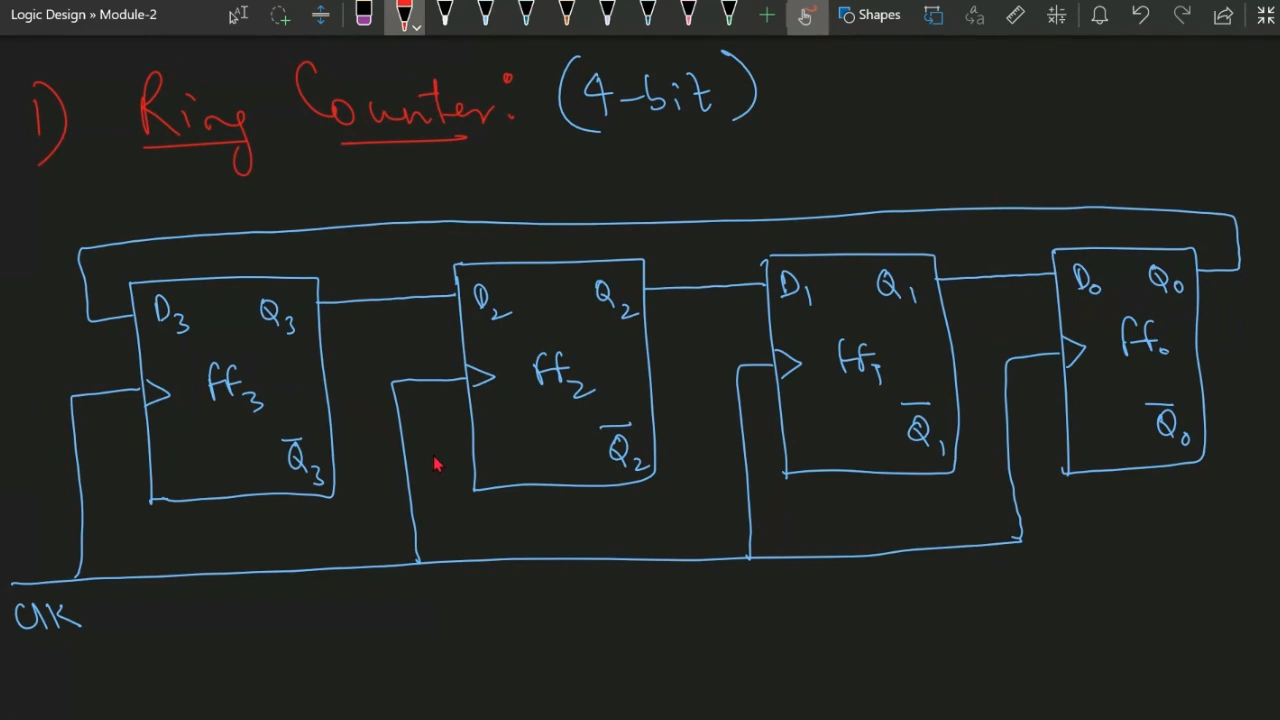 Logic Design » Module-2
Shapes
1) Ring Counter: (4-bit)
D3 Q3 D2 Q2 D1 Q1 D0 Q0
ff3 ff2 ff1 ff0
Q̅3 Q̅2 Q̅1 Q̅0
ClK